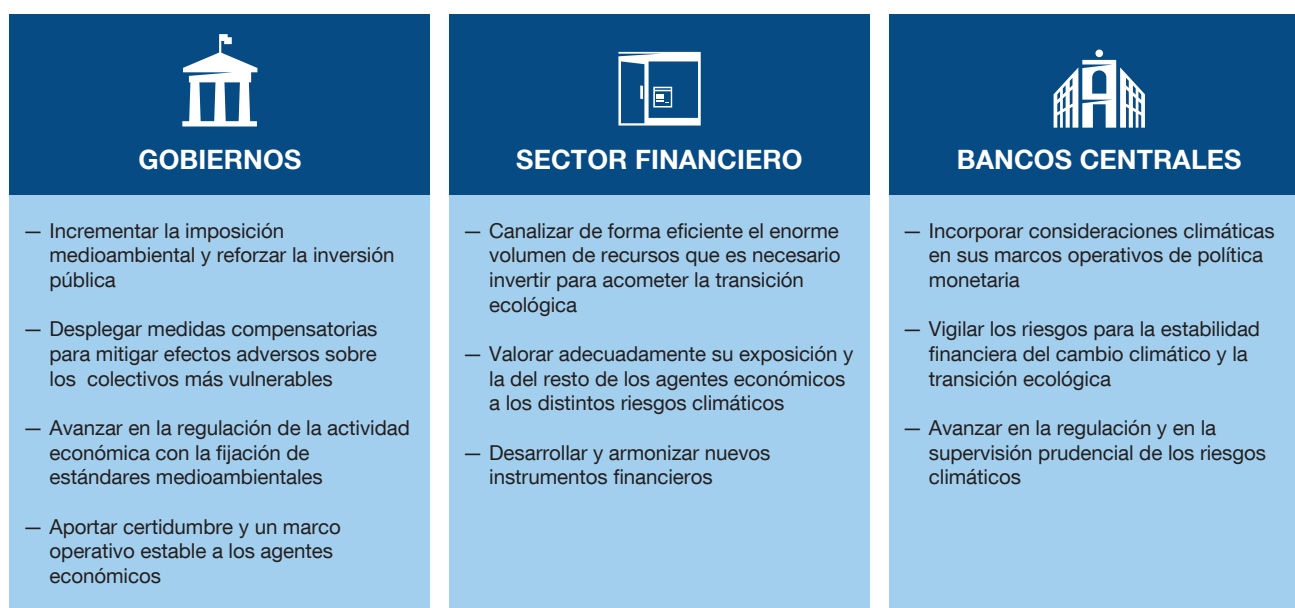 GOBIERNOS
— Incrementar la imposición
medioambiental y reforzar la inversión
pública
— Desplegar medidas compensatorias
para mitigar efectos adversos sobre
los colectivos más vulnerables
— Avanzar en la regulación de la actividad
económica con la fijación de
estándares medioambientales
— Aportar certidumbre y un marco
operativo estable a los agentes
económicos
SECTOR FINANCIERO
— Canalizar de forma eficiente el enorme
volumen de recursos que es necesario
invertir para acometer la transición
ecológica
— Valorar adecuadamente su exposición y
la del resto de los agentes económicos
a los distintos riesgos climáticos
— Desarrollar y armonizar nuevos
instrumentos financieros
BANCOS CENTRALES
— Incorporar consideraciones climáticas
en sus marcos operativos de política
monetaria
— Vigilar los riesgos para la estabilidad
financiera del cambio climático y la
transición ecológica
— Avanzar en la regulación y en la
supervisión prudencial de los riesgos
climáticos